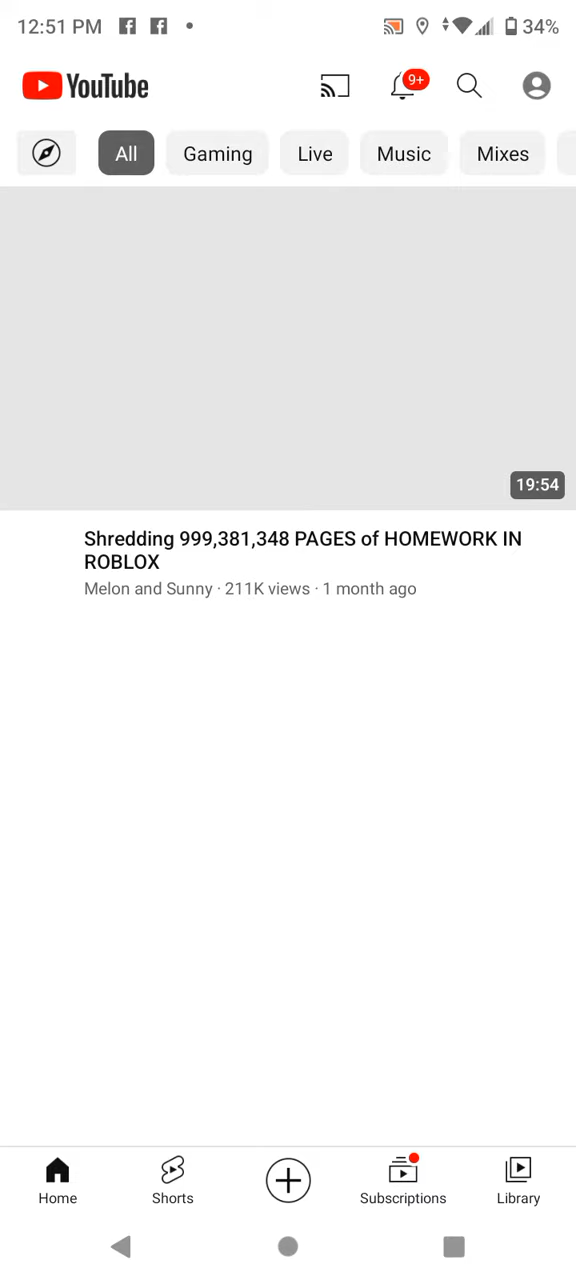 12:51 PM 34%
YouTube 9+
All Gaming Live Music Mixes
19:54
Shredding 999,381,348 PAGES of HOMEWORK IN
ROBLOX
Melon and Sunny · 211K views · 1 month ago
Home Shorts Subscriptions Library